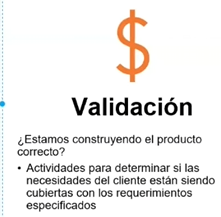 $
Validación
¿Estamos construyendo el producto
correcto?
• Actividades para determinar si las
necesidades del cliente están siendo
cubiertas con los requerimientos
especificados